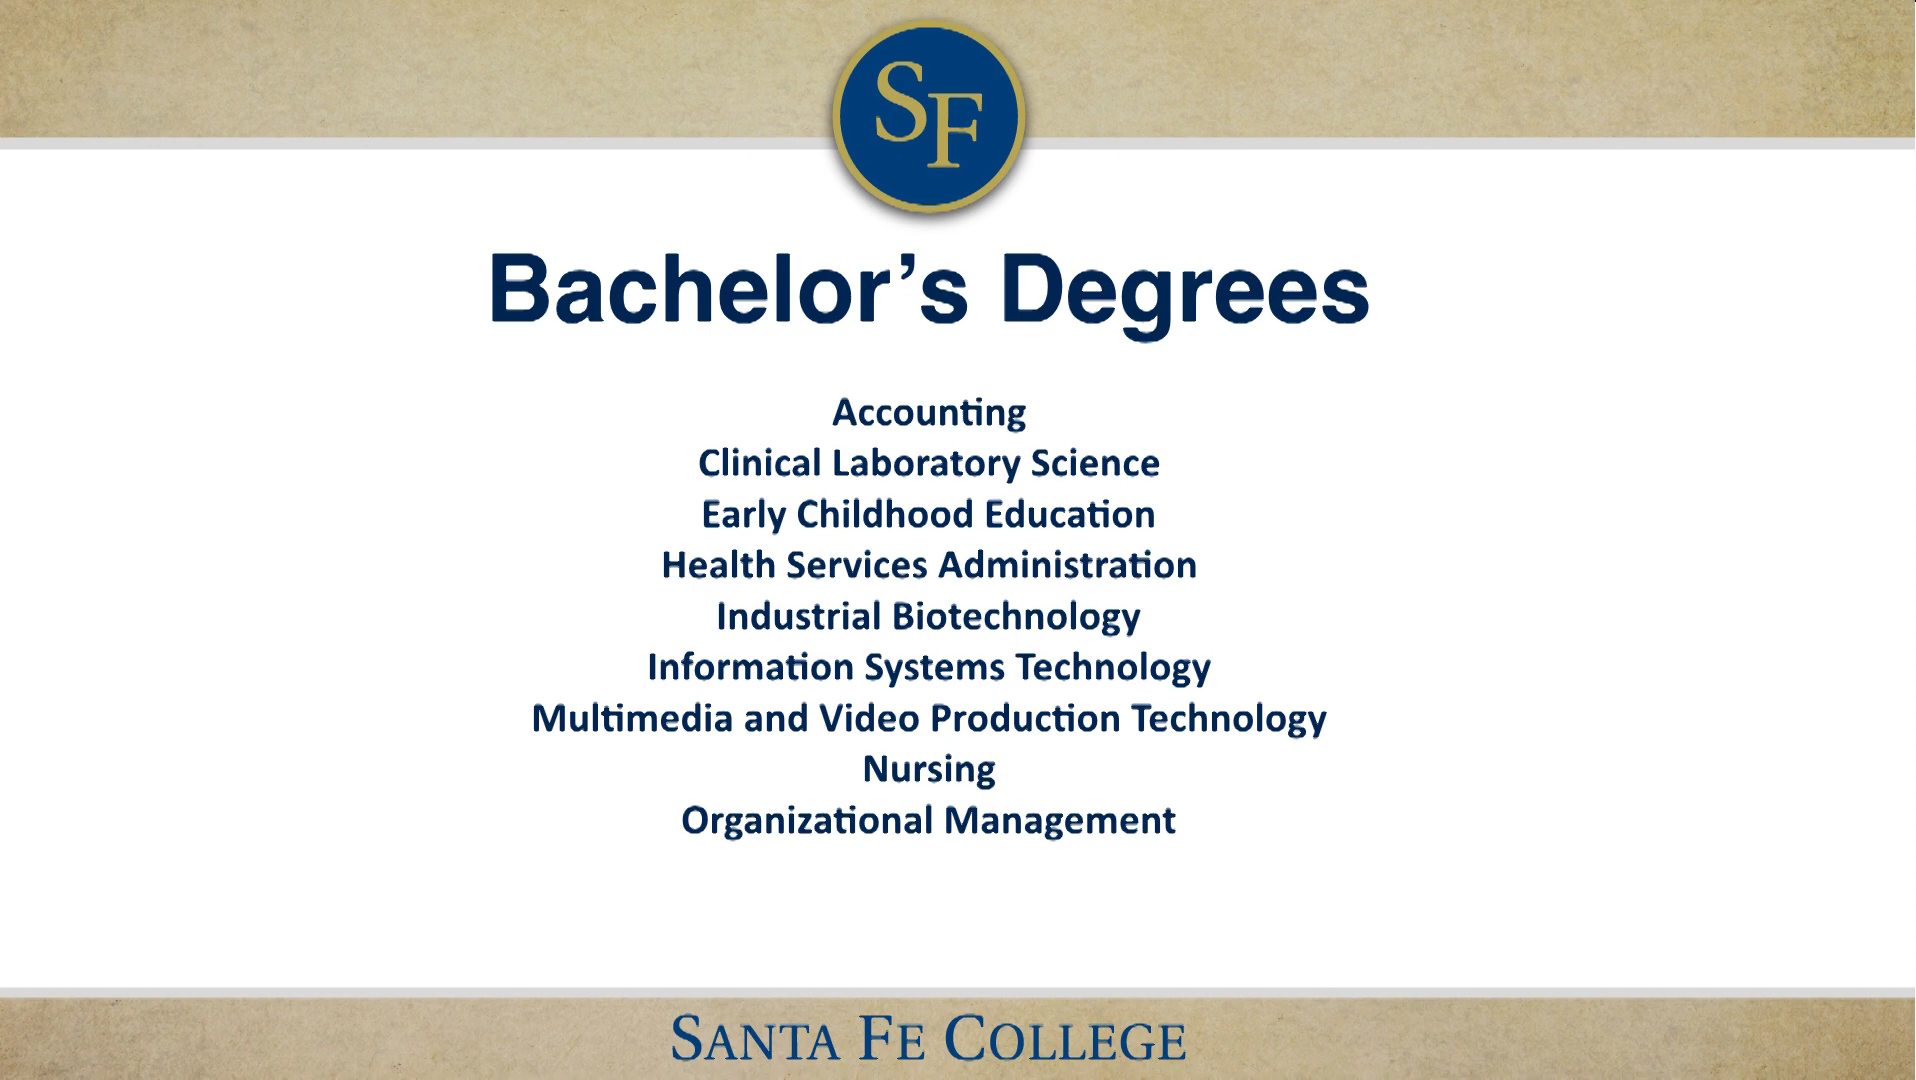 SF
Bachelor’s Degrees
Accounting
Clinical Laboratory Science
Early Childhood Education
Health Services Administration
Industrial Biotechnology
Information Systems Technology
Multimedia and Video Production Technology
Nursing
Organizational Management
SANTA FE COLLEGE